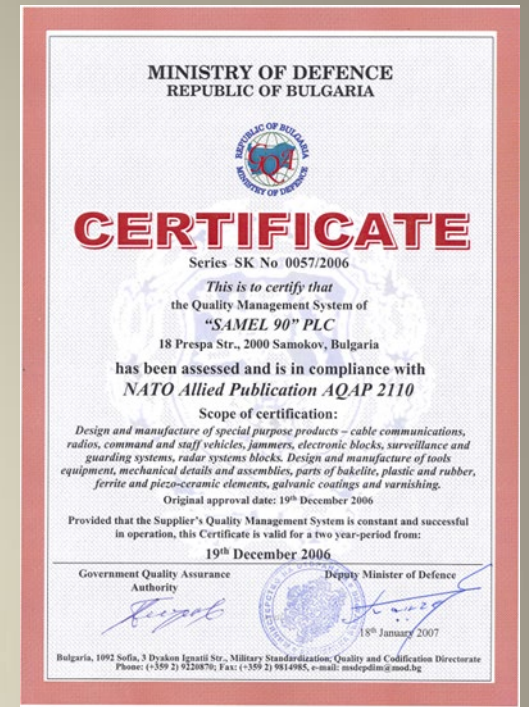 MINISTRY OF DEFENCE
REPUBLIC OF BULGARIA
REPUBLIC OF BULGARIA
GQA
MINISTRY OF DEFENCE
CERTIFICATE
Series SK No 0057/2006
This is to certify that
the Quality Management System of
“SAMEL 90” PLC
18 Prespa Str., 2000 Samokov, Bulgaria
has been assessed and is in compliance with
NATO Allied Publication AQAP 2110
Scope of certification:
Design and manufacture of special purpose products – cable communications,
radios, command and staff vehicles, jammers, electronic blocks, surveillance and
guarding systems, radar systems blocks. Design and manufacture of tools
equipment, mechanical details and assemblies, parts of bakelite, plastic and rubber,
ferrite and piezo-ceramic elements, galvanic coatings and varnishing.
Original approval date: 19th December 2006
Provided that the Supplier’s Quality Management System is constant and successful
in operation, this Certificate is valid for a two year-period from:
19th December 2006
Government Quality Assurance
Authority
Deputy Minister of Defence
18th January 2007
Bulgaria, 1092 Sofia, 3 Dyakon Ignatii Str., Military Standardization, Quality and Codification Directorate
Phone: (+359 2) 9220870; Fax: (+359 2) 9814985, e-mail: msdepdim@mod.bg